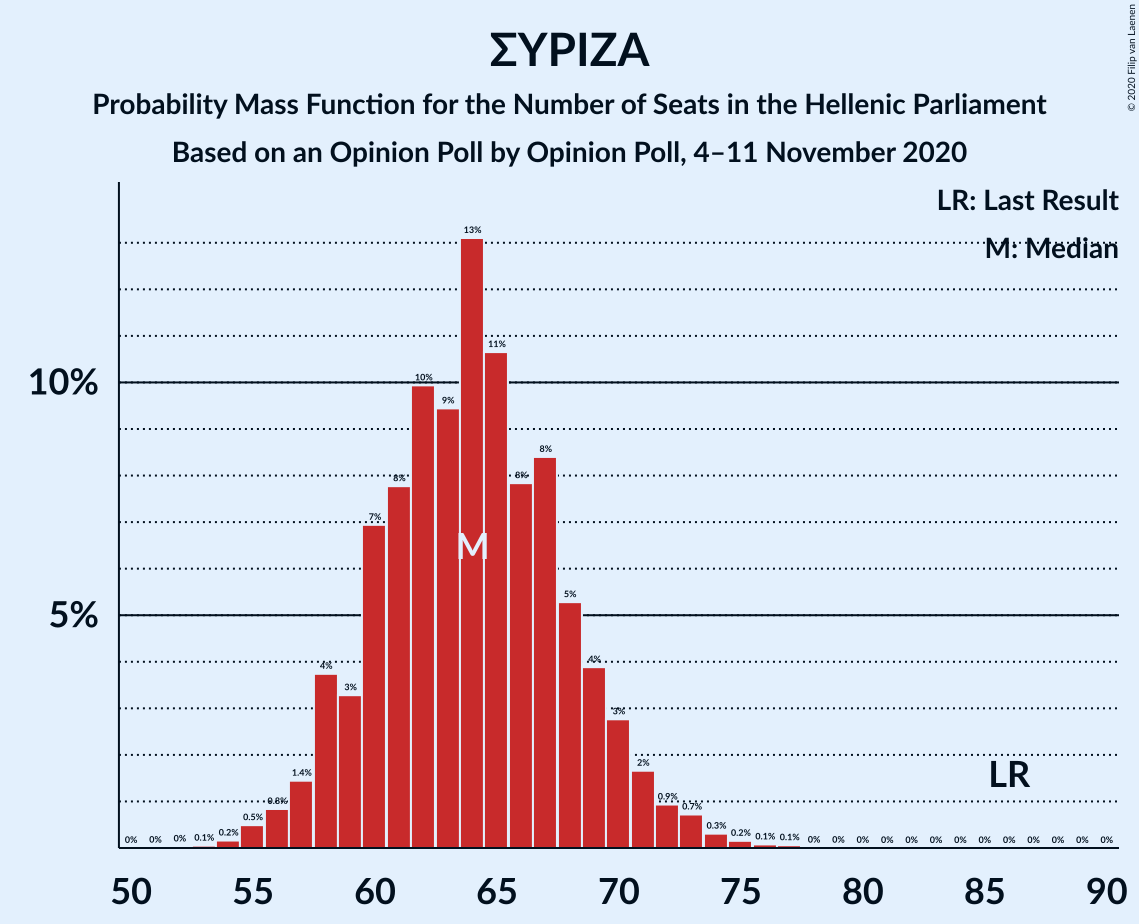 ΣΥΡΙΖΑ
Probability Mass Function for the Number of Seats in the Hellenic Parliament
Based on an Opinion Poll by Opinion Poll, 4–11 November 2020
© 2020 Filip van Laenen
LR: Last Result
M: Median
10%
5%
0% 0% 0% 0.1% 0.2% 0.5% 0.8% 1.4% 4% 3% 7% 8% 10% 9% 13% 11% 8% 8% 5% 4% 3% 2% 0.9% 0.7% 0.3% 0.2% 0.1% 0.1% 0% 0% 0% 0% 0% 0% 0% 0% 0% 0% 0% 0% 0%
M
LR
50 55 60 65 70 75 80 85 90